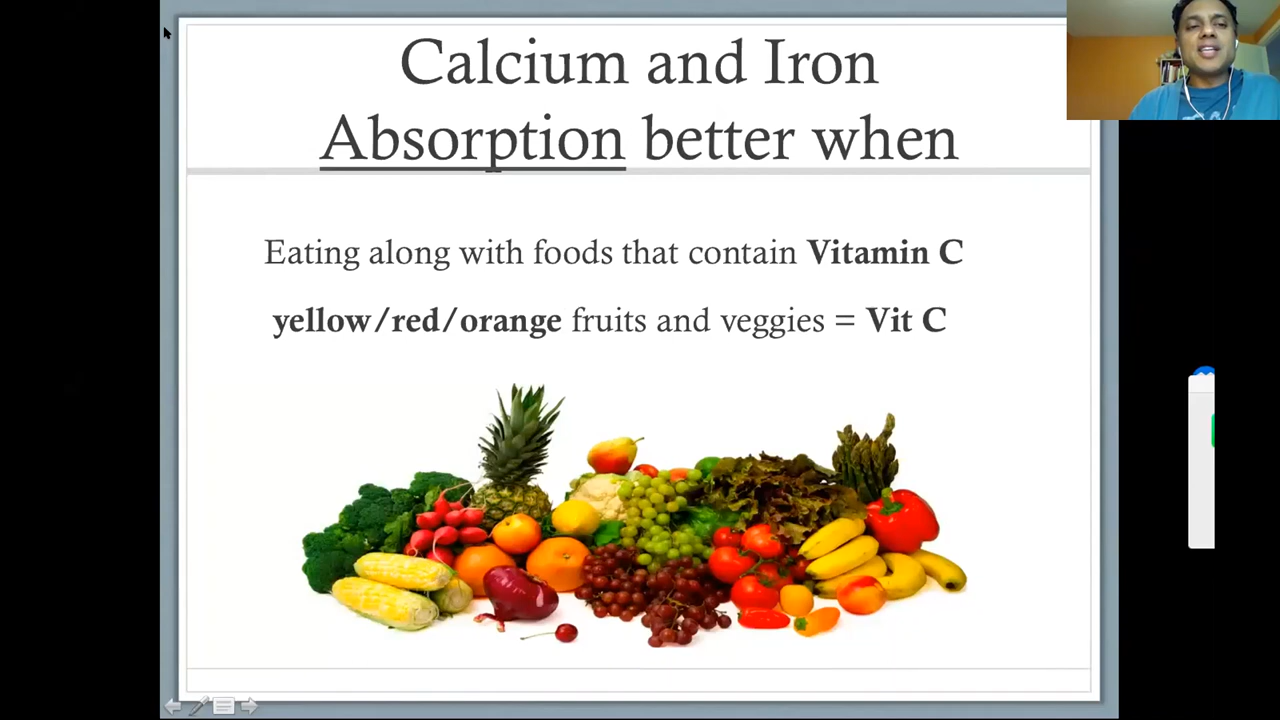 Calcium and Iron
Absorption better when
Eating along with foods that contain Vitamin C
yellow/red/orange fruits and veggies = Vit C